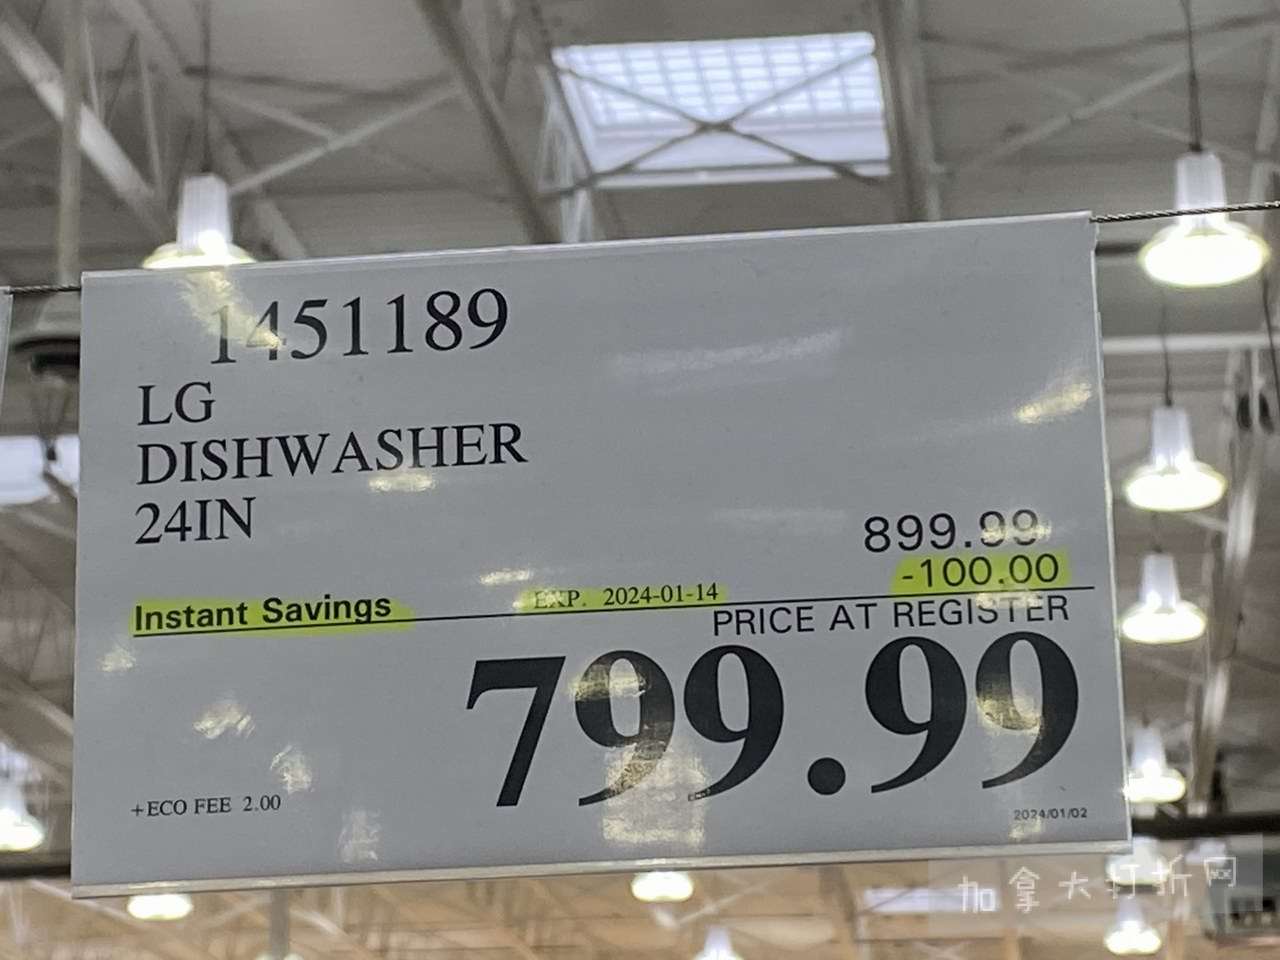 1451189
LG
DISHWASHER
24IN
899.99
-100.00
Instant Savings EXP. 2024-01-14
PRICE AT REGISTER
799.99
+ECO FEE 2.00
2024/01/02
加拿大打折网